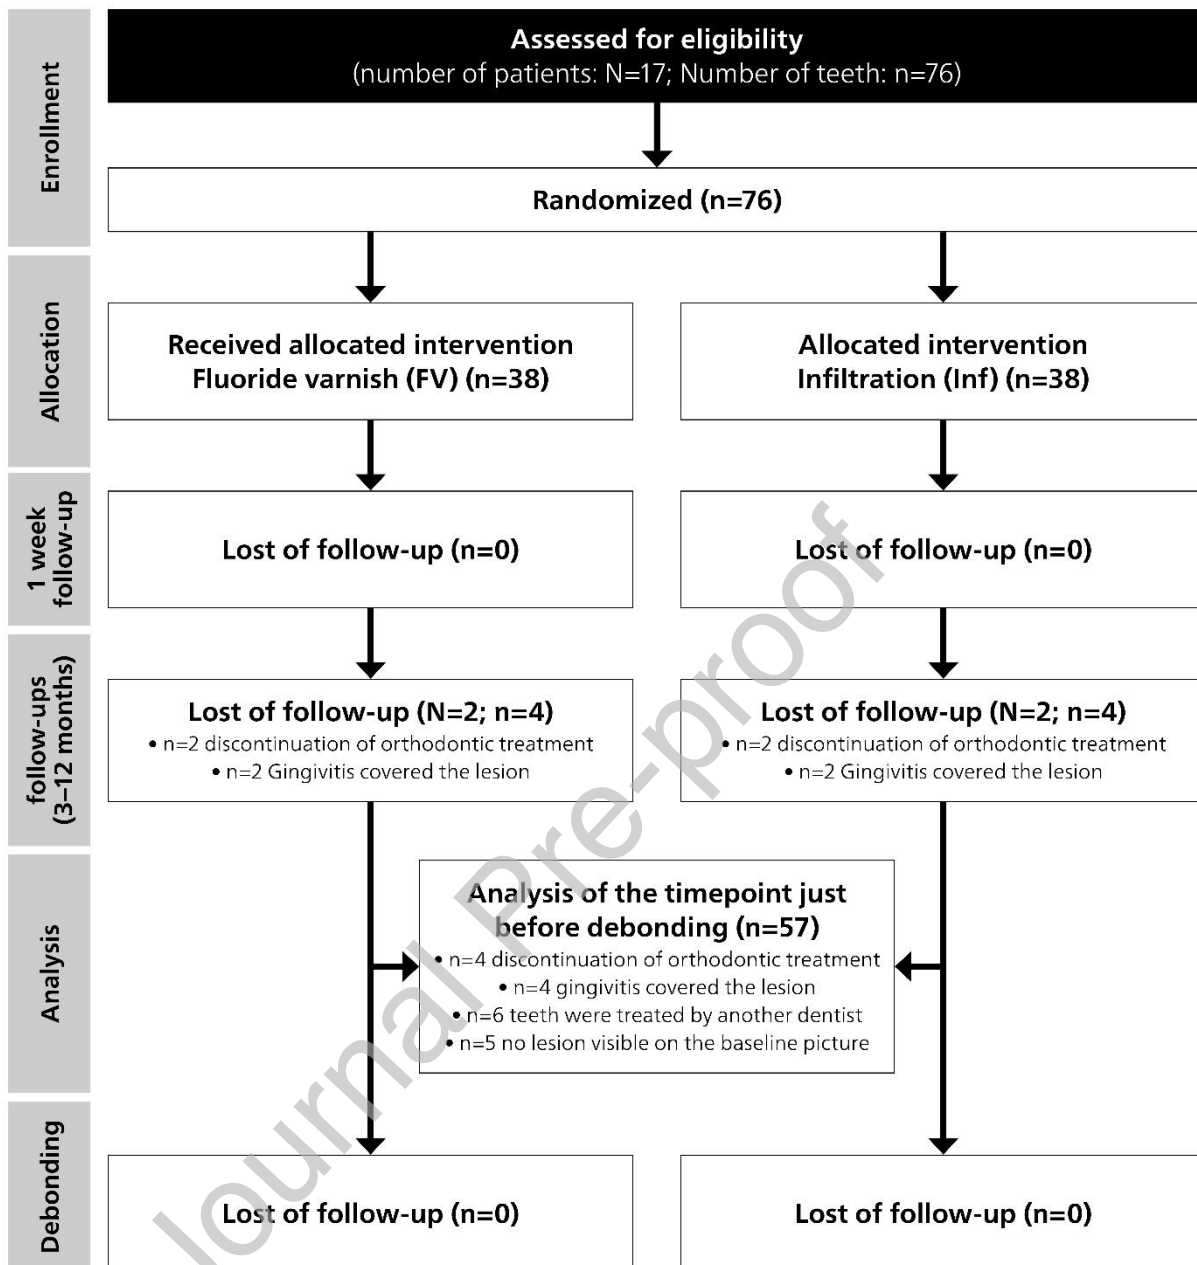 Enrollment
Assessed for eligibility
(number of patients: N=17; Number of teeth: n=76)
Randomized (n=76)
Allocation
Received allocated intervention
Fluoride varnish (FV) (n=38)
Allocated intervention
Infiltration (Inf) (n=38)
1 week
follow-up
Lost of follow-up (n=0)
Lost of follow-up (n=0)
follow-ups
(3–12 months)
Lost of follow-up (N=2; n=4)
• n=2 discontinuation of orthodontic treatment
• n=2 Gingivitis covered the lesion
Lost of follow-up (N=2; n=4)
• n=2 discontinuation of orthodontic treatment
• n=2 Gingivitis covered the lesion
Analysis
Analysis of the timepoint just
before debonding (n=57)
• n=4 discontinuation of orthodontic treatment
• n=4 gingivitis covered the lesion
• n=6 teeth were treated by another dentist
• n=5 no lesion visible on the baseline picture
Debonding
Lost of follow-up (n=0)
Lost of follow-up (n=0)
Journal Pre-proof